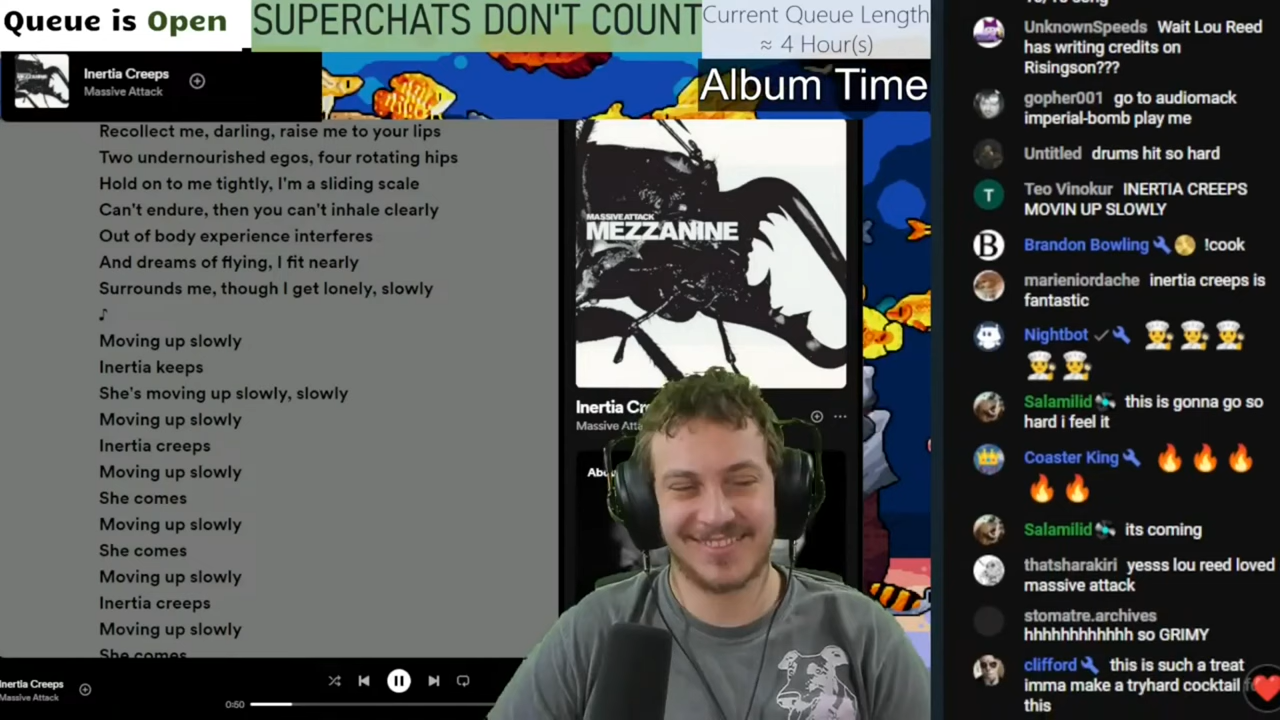 Queue is Open
SUPERCHATS DON'T COUNT
Current Queue Length
≈ 4 Hour(s)
Album Time
Inertia Creeps
Massive Attack
Recollect me, darling, raise me to your lips
Two undernourished egos, four rotating hips
Hold on to me tightly, I'm a sliding scale
Can't endure, then you can't inhale clearly
Out of body experience interferes
And dreams of flying, I fit nearly
Surrounds me, though I get lonely, slowly
♪
Moving up slowly
Inertia keeps
She's moving up slowly, slowly
Moving up slowly
Inertia creeps
Moving up slowly
She comes
Moving up slowly
She comes
Moving up slowly
Inertia creeps
Moving up slowly
She comes
MASSIVE ATTACK
MEZZANINE
Inertia Cr
Massive Atta
Abo
nertia Creeps
Massive Attack
0:50
UnknownSpeeds Wait Lou Reed
has writing credits on
Risingson???
gopher001 go to audiomack
imperial-bomb play me
Untitled drums hit so hard
T
Teo Vinokur INERTIA CREEPS
MOVIN UP SLOWLY
B
Brandon Bowling !cook
marieniordache inertia creeps is
fantastic
Nightbot 👨‍🍳 👨‍🍳 👨‍🍳
👨‍🍳 👨‍🍳
Salamilid this is gonna go so
hard i feel it
Coaster King 🔥 🔥 🔥
🔥 🔥
Salamilid its coming
thatsharakiri yesss lou reed loved
massive attack
stomatre.archives
hhhhhhhhhhhh so GRIMY
clifford this is such a treat
imma make a tryhard cocktail
this